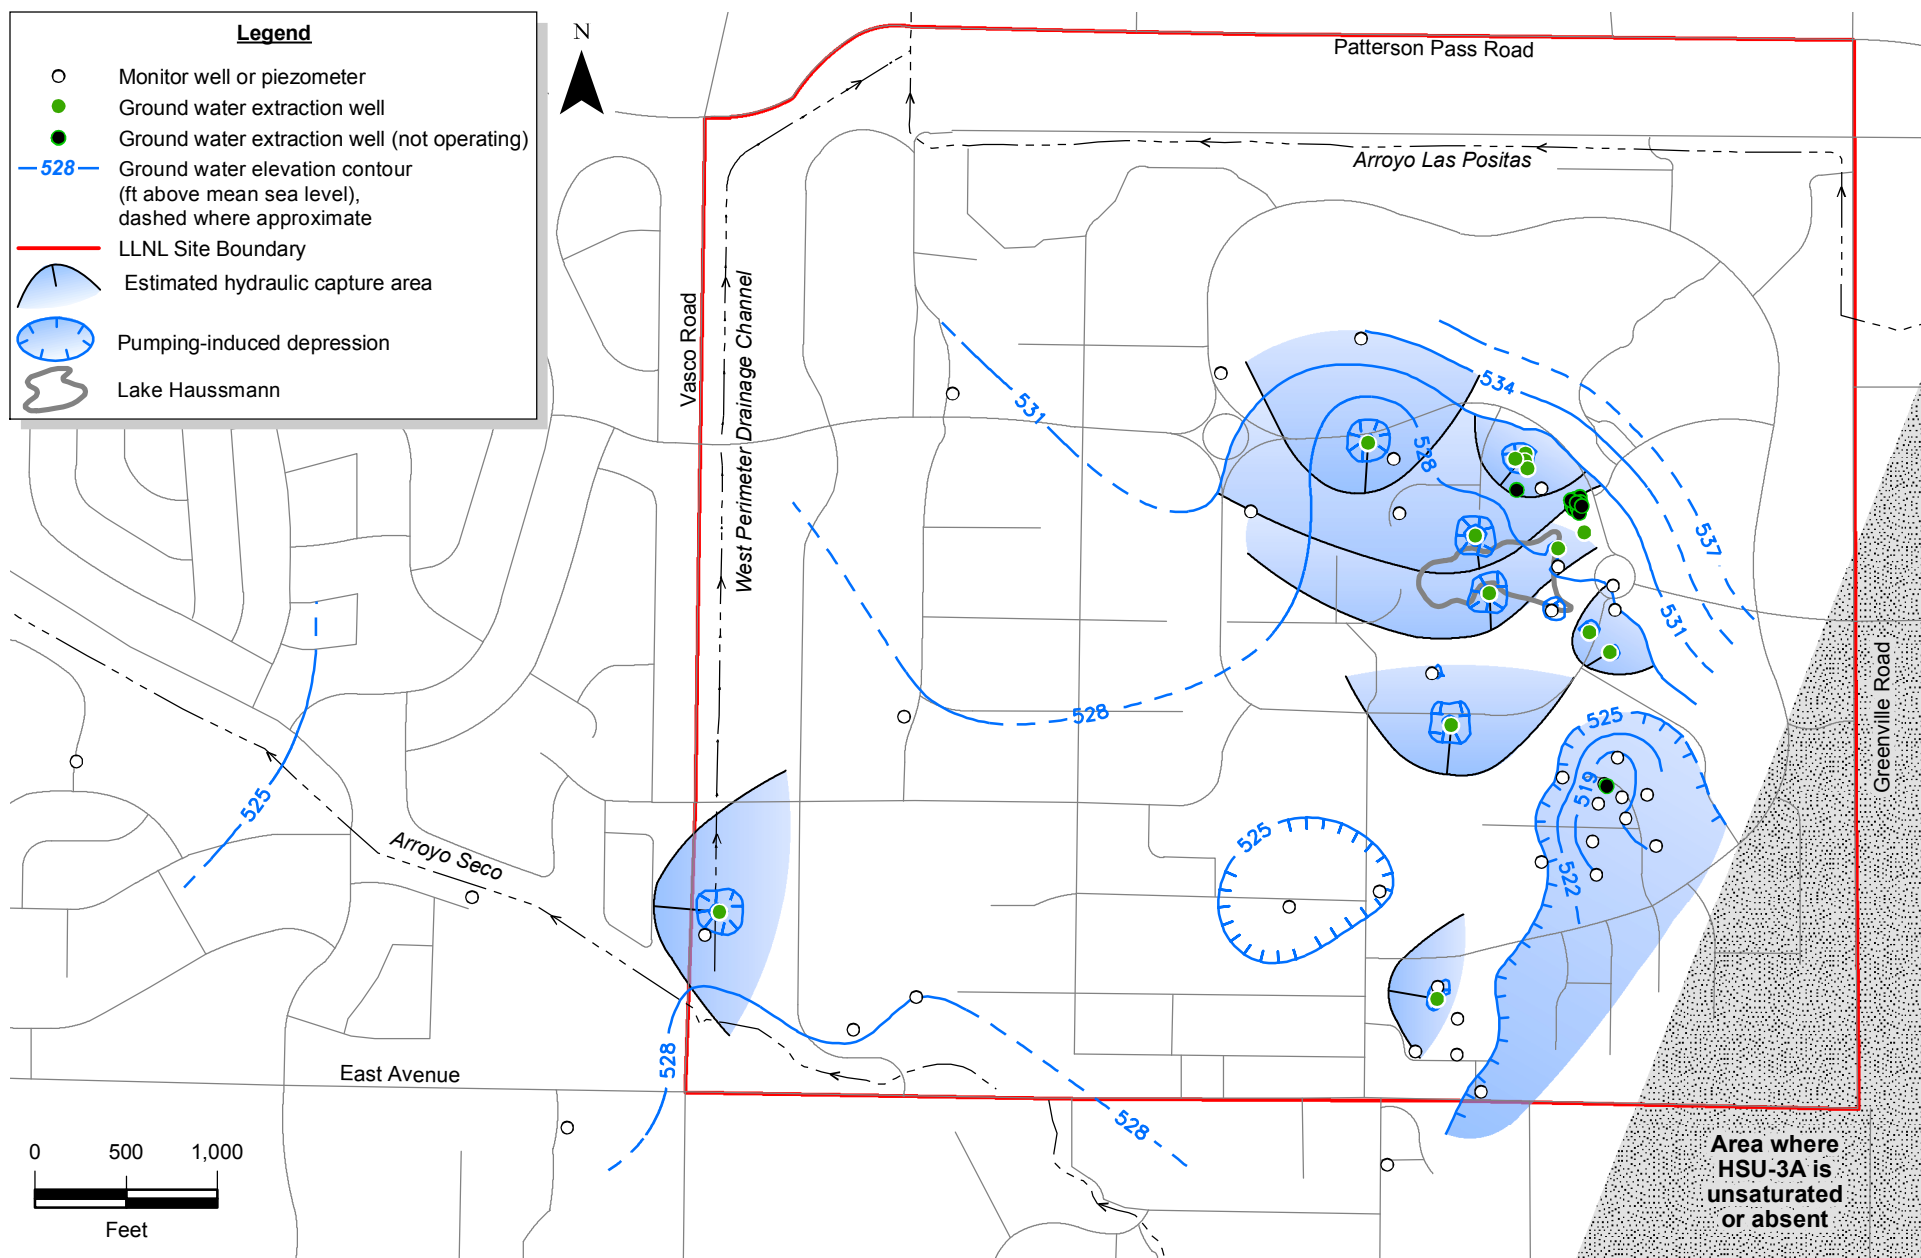 Legend
Monitor well or piezometer
Ground water extraction well
Ground water extraction well (not operating)
528
Ground water elevation contour
(ft above mean sea level),
dashed where approximate
LLNL Site Boundary
Estimated hydraulic capture area
Pumping-induced depression
Lake Haussmann
N
Patterson Pass Road
Arroyo Las Positas
Vasco Road
West Perimeter Drainage Channel
531
534
528
537
531
528
525
519
522
525
525
Greenville Road
Arroyo Seco
528
528
East Avenue
0 500 1,000
Feet
Area where
HSU-3A is
unsaturated
or absent